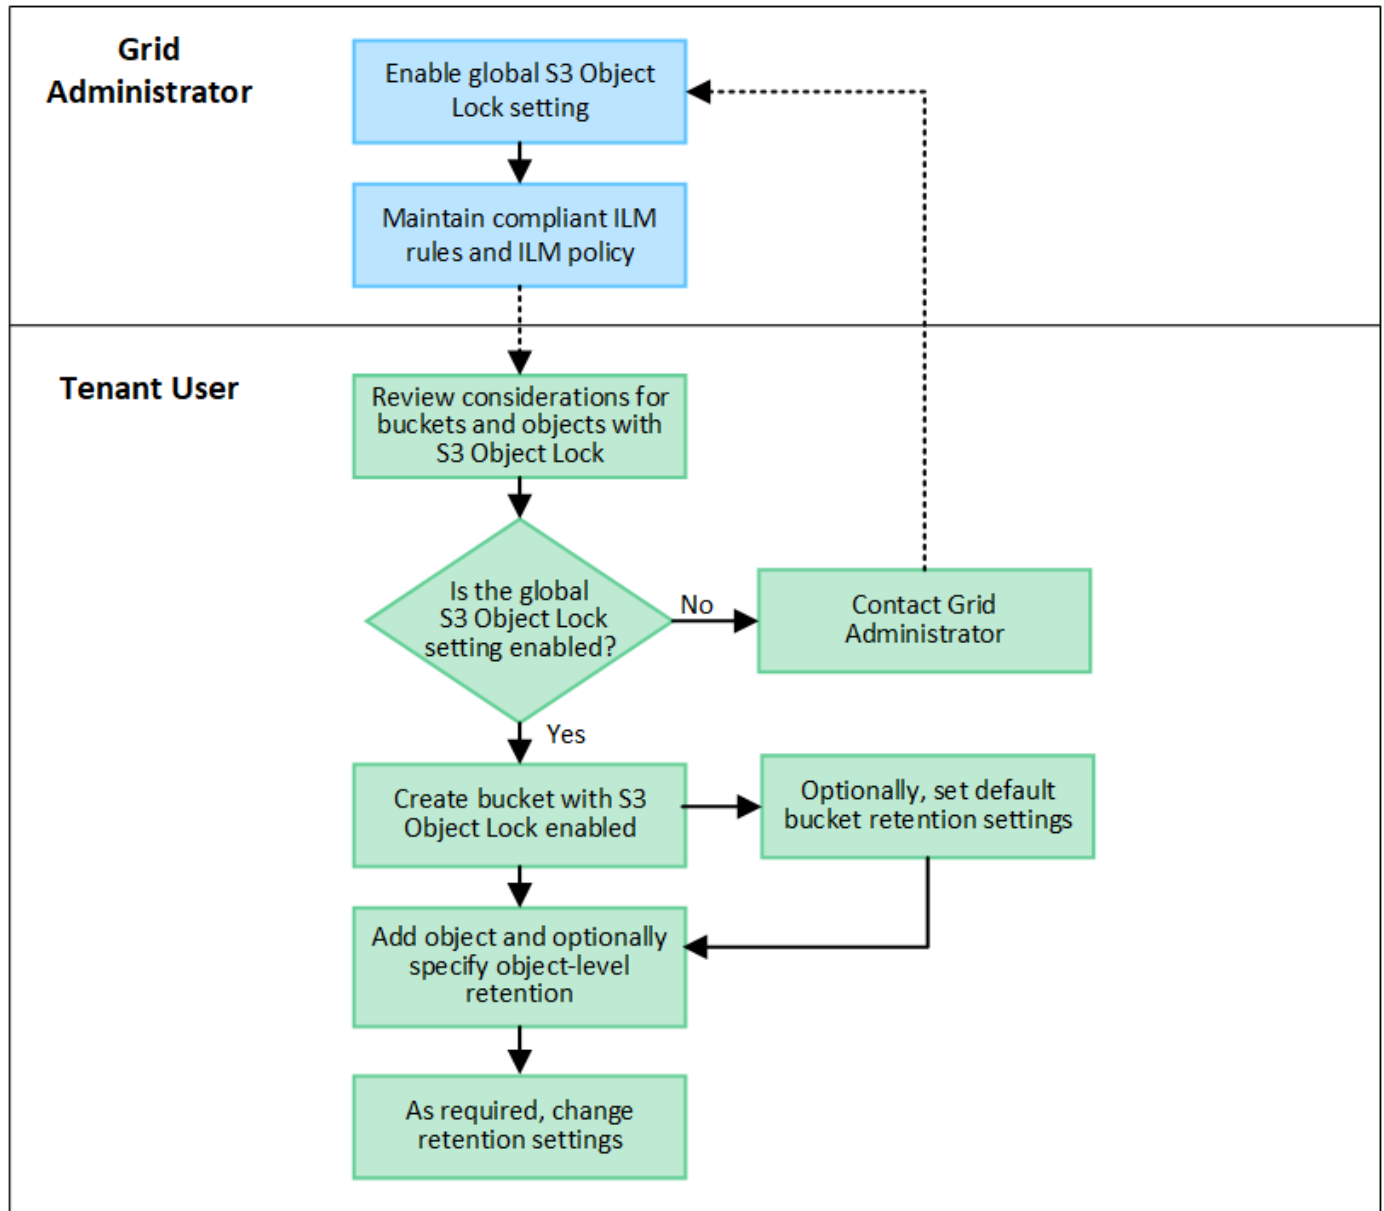 Grid
Administrator
Enable global S3 Object
Lock setting
Maintain compliant ILM
rules and ILM policy
Tenant User
Review considerations for
buckets and objects with
S3 Object Lock
Is the global
S3 Object Lock
setting enabled?
No
Contact Grid
Administrator
Yes
Create bucket with S3
Object Lock enabled
Optionally, set default
bucket retention settings
Add object and optionally
specify object-level
retention
As required, change
retention settings